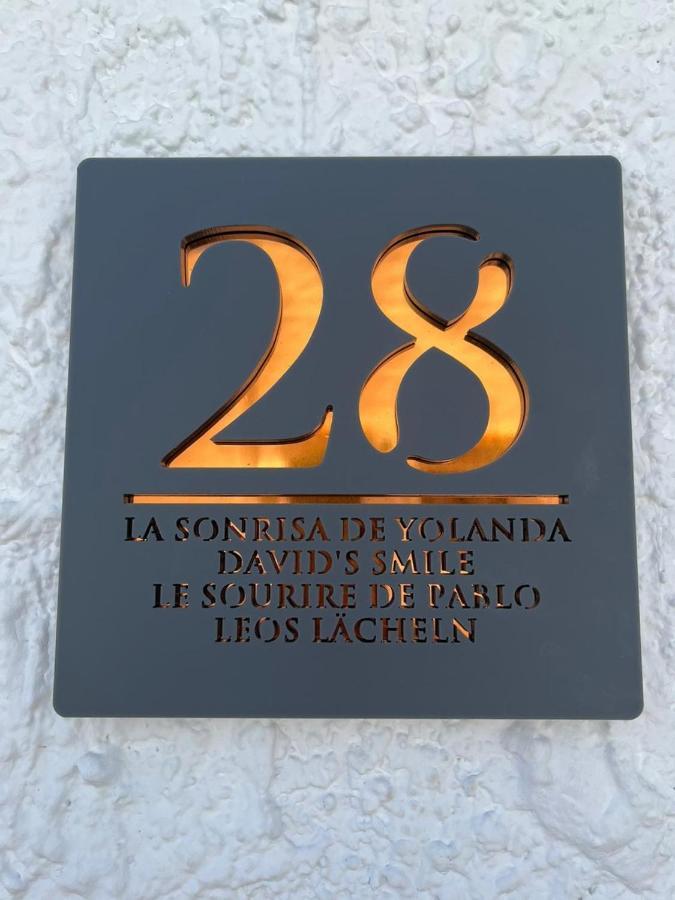 28
LA SONRISA DE YOLANDA
DAVID'S SMILE
LE SOURIRE DE PABLO
LEOS LÄCHELN